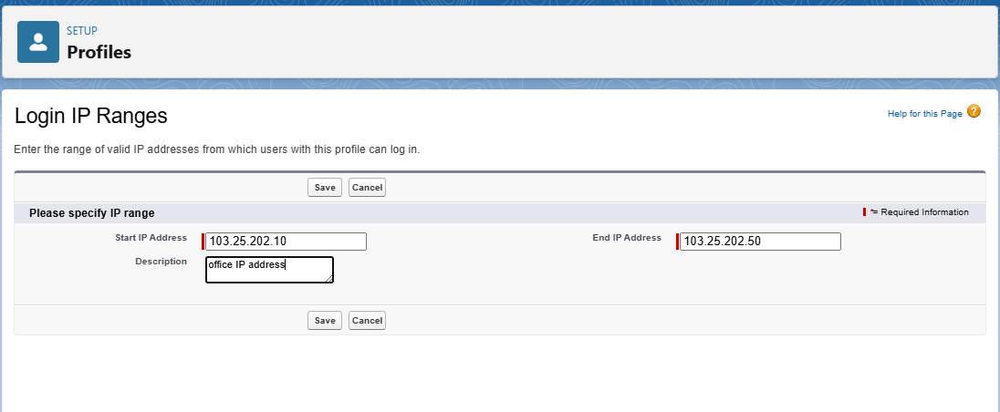 SETUP
Profiles
Login IP Ranges
Help for this Page ?
Enter the range of valid IP addresses from which users with this profile can log in.
Save Cancel
Please specify IP range
*= Required Information
Start IP Address 103.25.202.10
End IP Address 103.25.202.50
Description office IP address
Save Cancel